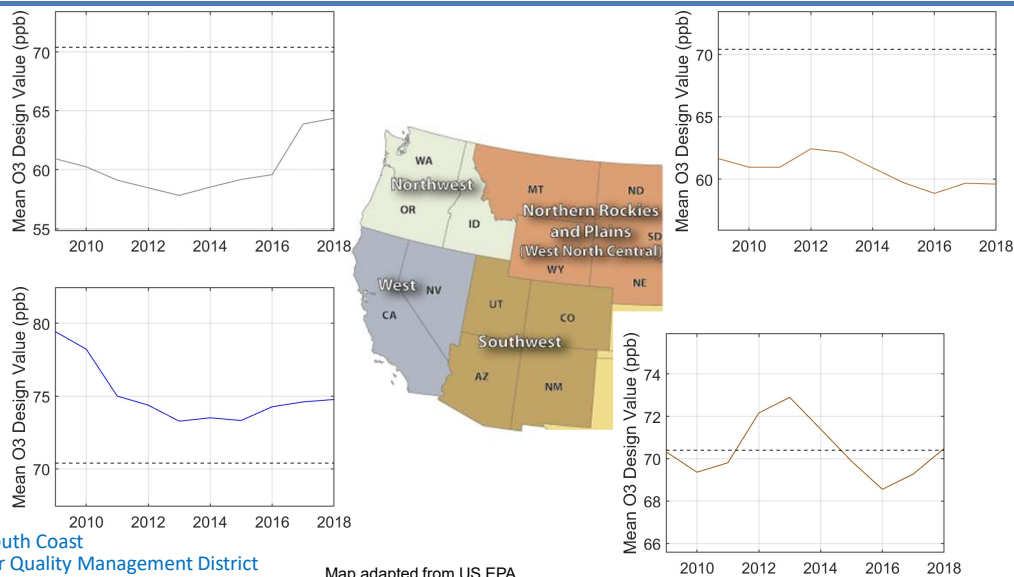 Mean O3 Design Value (ppb)
70
65
60
55
2010 2012 2014 2016 2018
Mean O3 Design Value (ppb)
70
65
60
2010 2012 2014 2016 2018
WA
Northwest
OR
ID
MT
ND
Northern Rockies
and Plains
SD
(West North Central)
WY
NE
West
NV
CA
UT
CO
Southwest
AZ
NM
Mean O3 Design Value (ppb)
80
75
70
2010 2012 2014 2016 2018
Mean O3 Design Value (ppb)
74
72
70
68
66
2010 2012 2014 2016 2018
outh Coast
r Quality Management District
Map adapted from US EPA